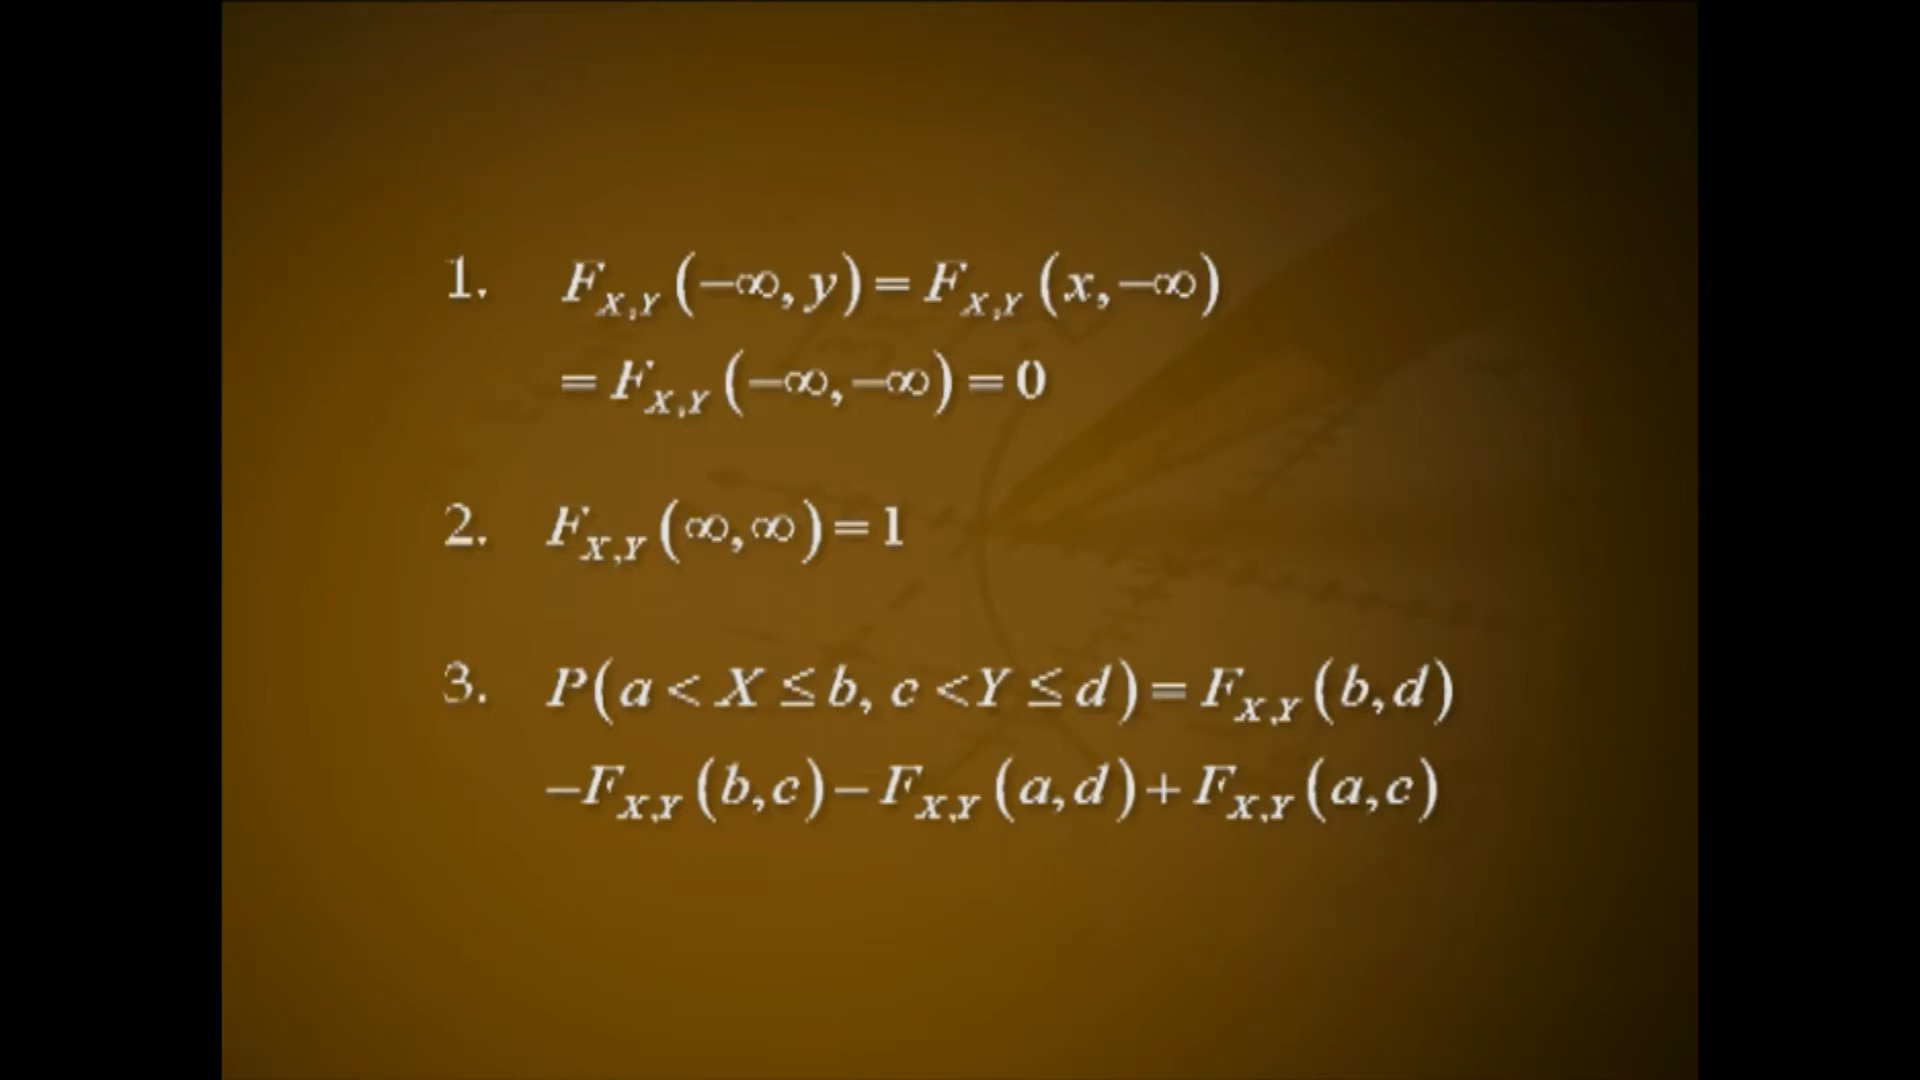 1. F_{X,Y}(−∞, y) = F_{X,Y}(x, −∞)
= F_{X,Y}(−∞, −∞) = 0
2. F_{X,Y}(∞, ∞) = 1
3. P(a < X ≤ b, c < Y ≤ d) = F_{X,Y}(b, d)
−F_{X,Y}(b, c) − F_{X,Y}(a, d) + F_{X,Y}(a, c)